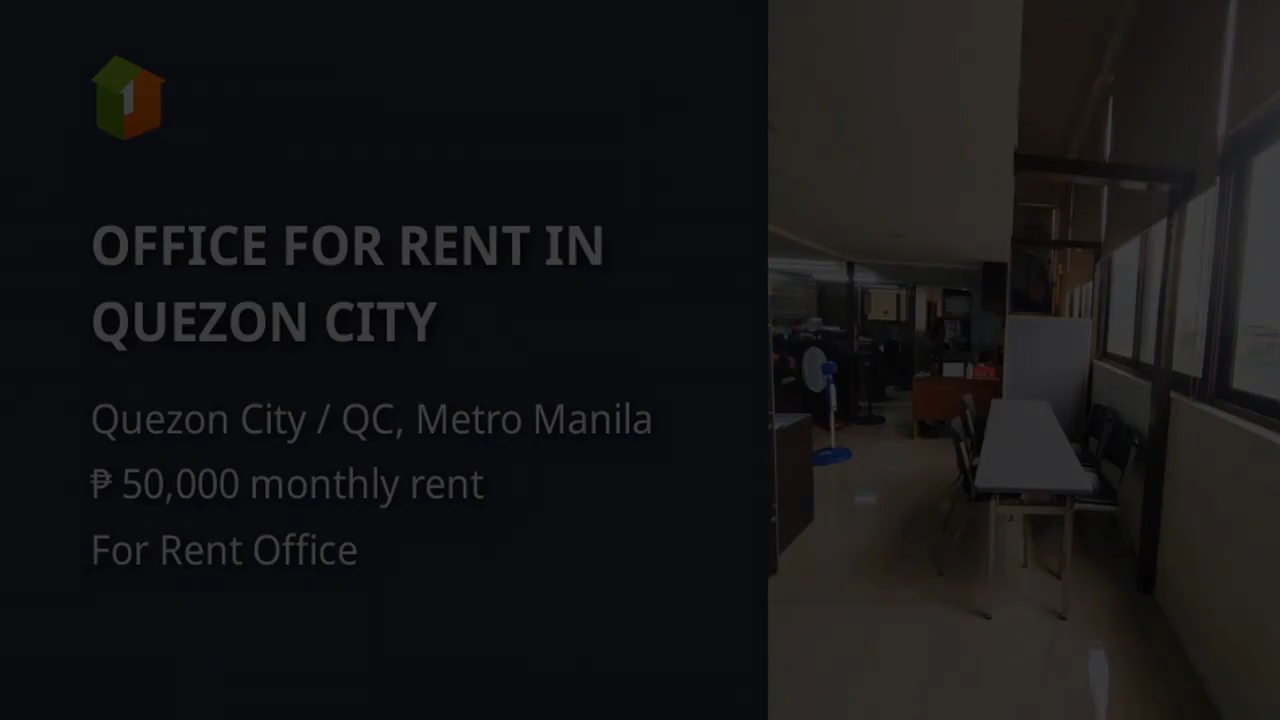 OFFICE FOR RENT IN
QUEZON CITY
Quezon City / QC, Metro Manila
₱ 50,000 monthly rent
For Rent Office